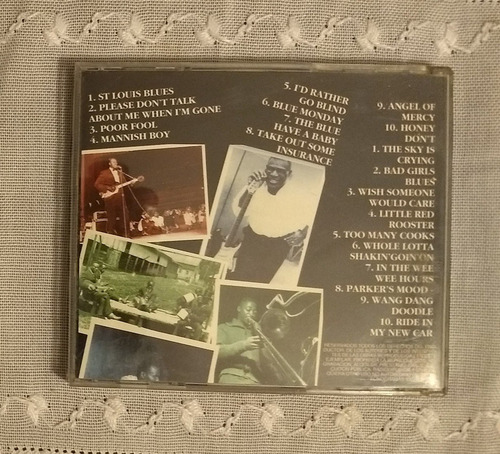 1. ST LOUIS BLUES
2. PLEASE DON'T TALK
ABOUT ME WHEN I'M GONE
3. POOR FOOL
4. MANNISH BOY
5. I'D RATHER
GO BLIND
6. BLUE MONDAY
7. THE BLUE
HAVE A BABY
8. TAKE OUT SOME
INSURANCE
9. ANGEL OF
MERCY
10. HONEY
DON'T
1. THE SKY IS
CRYING
2. BAD GIRLS
BLUES
3. WISH SOMEONE
WOULD CARE
4. LITTLE RED
ROOSTER
5. TOO MANY COOKS
6. WHOLE LOTTA
SHAKIN'GOIN'ON
7. IN THE WEE
WEE HOURS
8. PARKER'S MOOD
9. WANG DANG
DOODLE
10. RIDE IN
MY NEW CAR